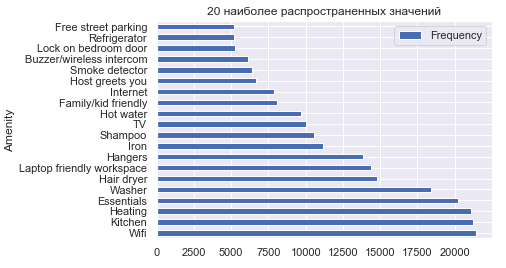 20 наиболее распространенных значений
Frequency
Amenity
Free street parking
Refrigerator
Lock on bedroom door
Buzzer/wireless intercom
Smoke detector
Host greets you
Internet
Family/kid friendly
Hot water
TV
Shampoo
Iron
Hangers
Laptop friendly workspace
Hair dryer
Washer
Essentials
Heating
Kitchen
Wifi
0 2500 5000 7500 10000 12500 15000 17500 20000